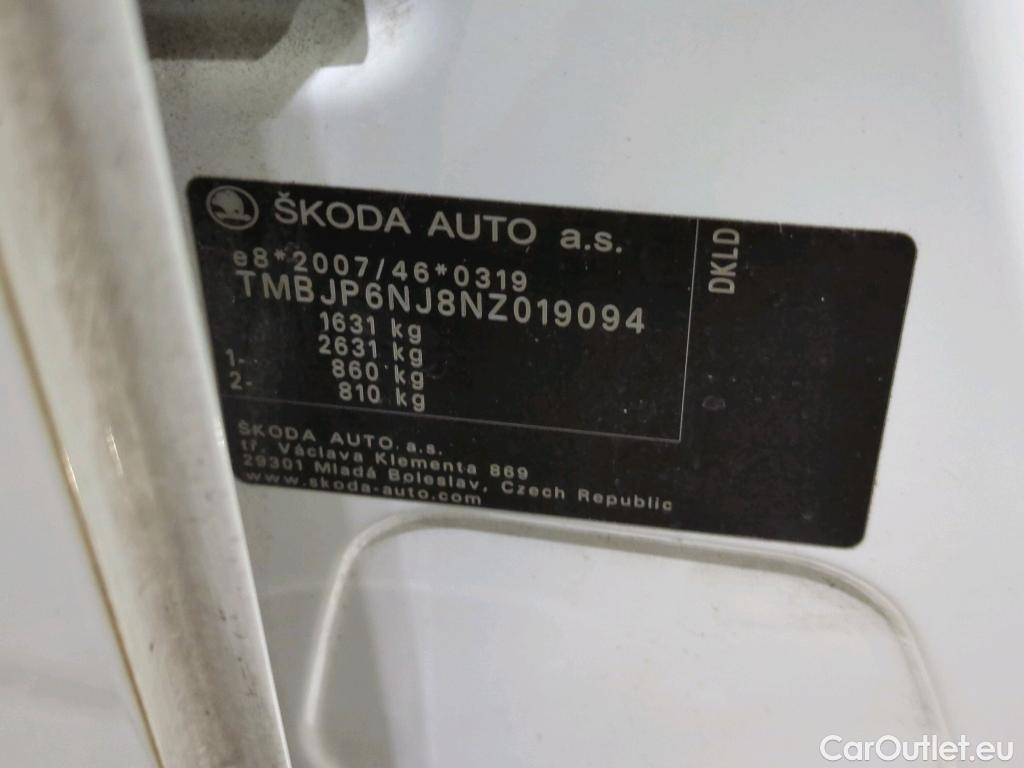 ŠKODA AUTO a.s.
e8*2007/46*0319
TMBJP6NJ8NZ019094
1631 kg
2631 kg
1- 860 kg
2- 810 kg
DKLD
ŠKODA AUTO.a.s.
tř. Václava Klementa 869
29301 Mladá Boleslav, Czech Republic
www.skoda-auto.com
CarOutlet.eu